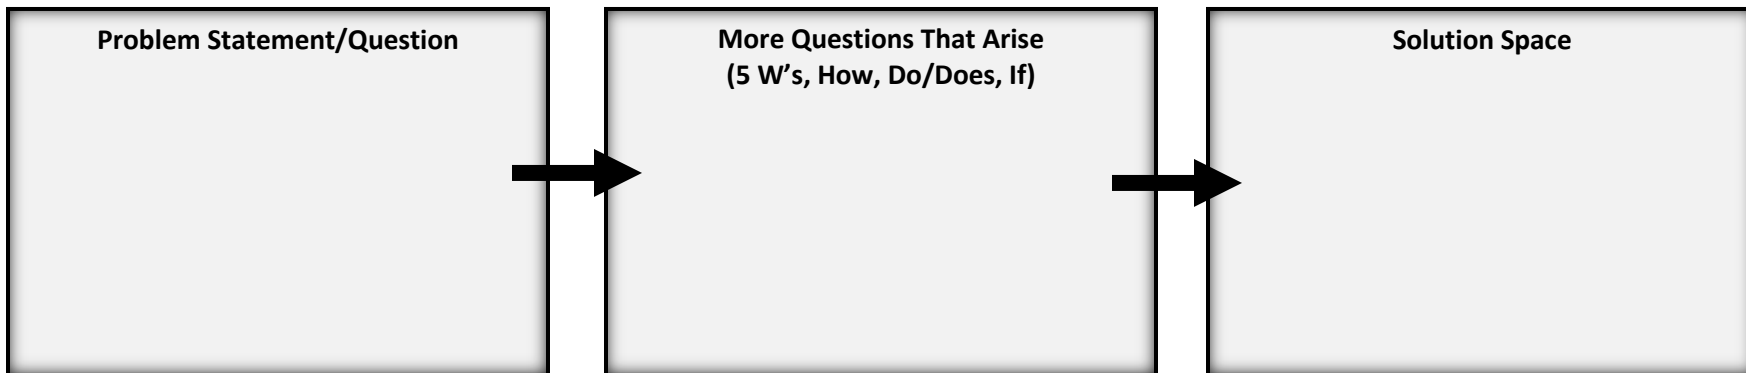 Problem Statement/Question
More Questions That Arise
(5 W’s, How, Do/Does, If)
Solution Space